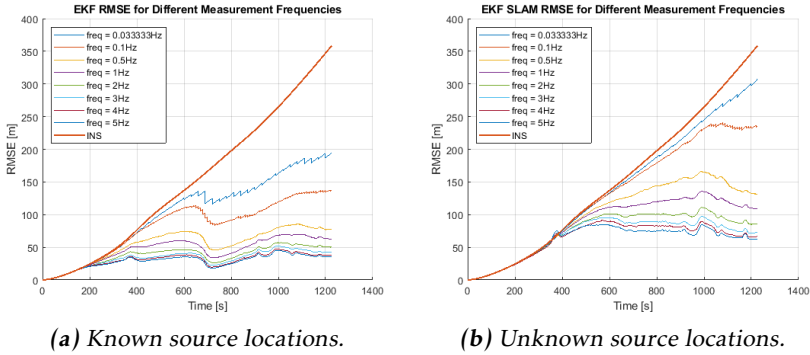 EKF RMSE for Different Measurement Frequencies
400
350
300
250
200
150
100
50
0
RMSE [m]
freq = 0.033333Hz
freq = 0.1Hz
freq = 0.5Hz
freq = 1Hz
freq = 2Hz
freq = 3Hz
freq = 4Hz
freq = 5Hz
INS
0 200 400 600 800 1000 1200 1400
Time [s]
(a) Known source locations.
EKF SLAM RMSE for Different Measurement Frequencies
400
350
300
250
200
150
100
50
0
RMSE [m]
freq = 0.033333Hz
freq = 0.1Hz
freq = 0.5Hz
freq = 1Hz
freq = 2Hz
freq = 3Hz
freq = 4Hz
freq = 5Hz
INS
0 200 400 600 800 1000 1200 1400
Time [s]
(b) Unknown source locations.